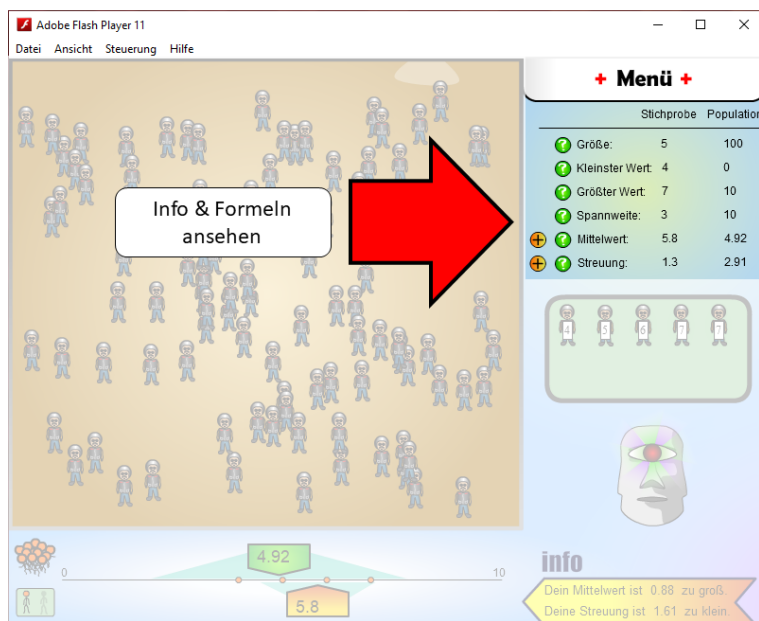 Adobe Flash Player 11
Datei Ansicht Steuerung Hilfe
+ Menü +
Stichprobe Population
? Größe: 5 100
? Kleinster Wert: 4 0
? Größter Wert: 7 10
? Spannweite: 3 10
+ ? Mittelwert: 5.8 4.92
+ ? Streuung: 1.3 2.91
Info & Formeln
ansehen
4 5 6 7 7
4.92
0 10
5.8
info
Dein Mittelwert ist 0.88 zu groß.
Deine Streuung ist 1.61 zu klein.